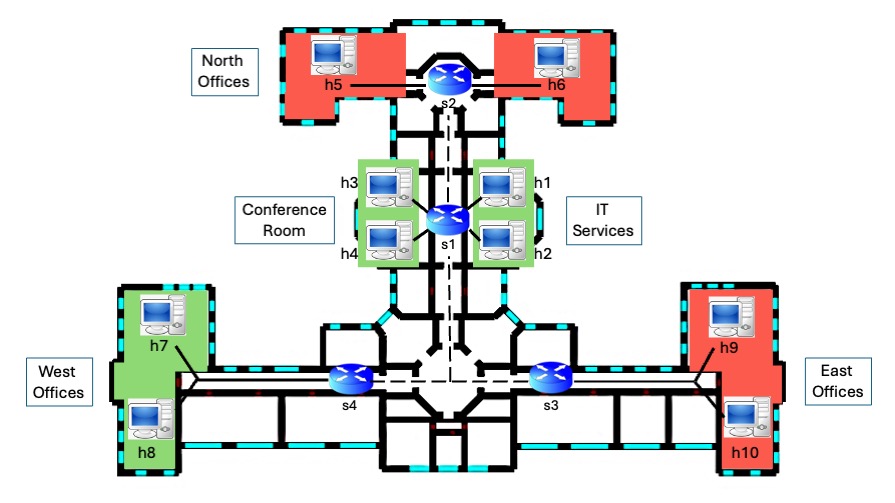 North
Offices
h5
h6
s2
h3
h1
Conference
Room
IT
Services
s1
h4
h2
h7
h9
West
Offices
East
Offices
s4
s3
h8
h10